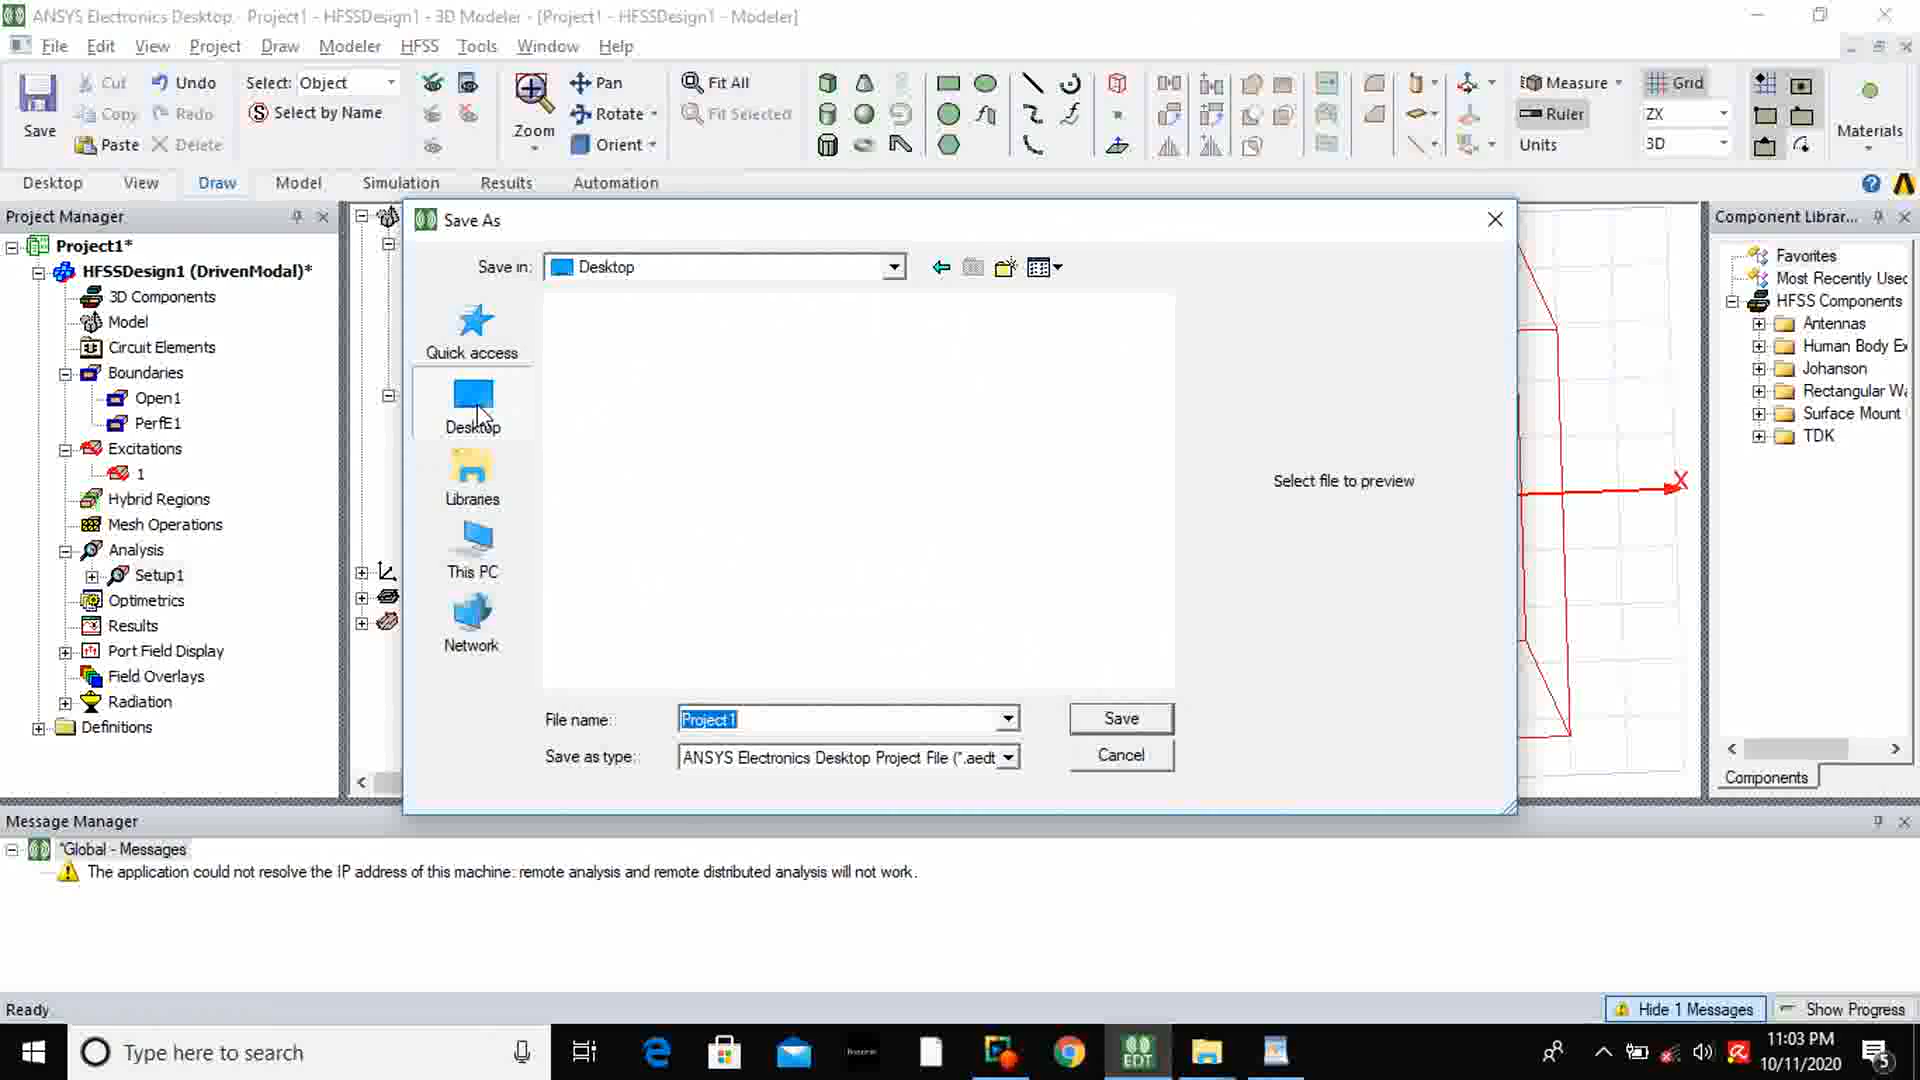 ANSYS Electronics Desktop - Project1 - HFSSDesign1 - 3D Modeler - [Project1 - HFSSDesign1 - Modeler]
File Edit View Project Draw Modeler HFSS Tools Window Help
Save
Cut
Copy
Paste
Undo
Redo
Delete
Select: Object
Select by Name
Zoom
Pan
Rotate
Orient
Fit All
Fit Selected
Measure
Ruler
Units
Grid
ZX
3D
Materials
Desktop View Draw Model Simulation Results Automation
Project Manager
Project1*
HFSSDesign1 (DrivenModal)*
3D Components
Model
Circuit Elements
Boundaries
Open1
PerfE1
Excitations
1
Hybrid Regions
Mesh Operations
Analysis
Setup1
Optimetrics
Results
Port Field Display
Field Overlays
Radiation
Definitions
Save As
Save in: Desktop
Quick access
Desktop
Libraries
This PC
Network
Select file to preview
File name: Project1
Save as type: ANSYS Electronics Desktop Project File (*.aedt
Save
Cancel
X
Component Librar...
Favorites
Most Recently Used
HFSS Components
Antennas
Human Body Ex
Johanson
Rectangular Wa
Surface Mount
TDK
Components
Message Manager
*Global - Messages
The application could not resolve the IP address of this machine: remote analysis and remote distributed analysis will not work.
Ready
Hide 1 Messages
Show Progress
Type here to search
EDT
11:03 PM
10/11/2020
5